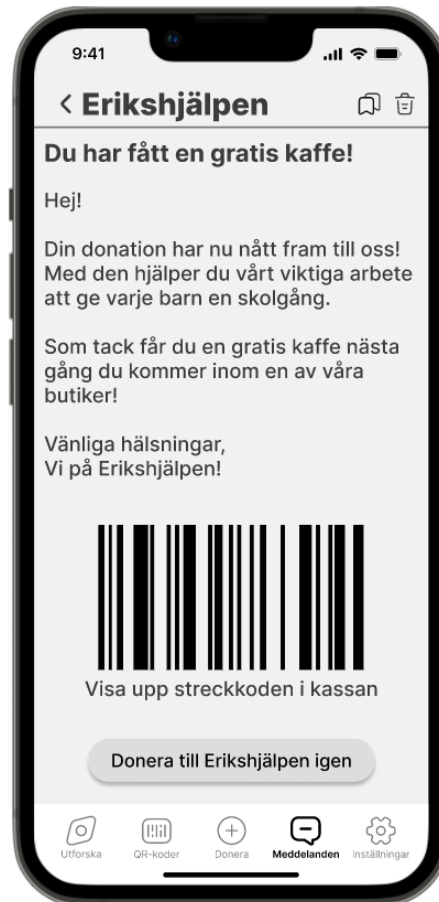 9:41
Erikshjälpen
Du har fått en gratis kaffe!
Hej!
Din donation har nu nått fram till oss!
Med den hjälper du vårt viktiga arbete
att ge varje barn en skolgång.
Som tack får du en gratis kaffe nästa
gång du kommer inom en av våra
butiker!
Vänliga hälsningar,
Vi på Erikshjälpen!
Visa upp streckkoden i kassan
Donera till Erikshjälpen igen
Utforska QR-koder Donera Meddelanden Inställningar